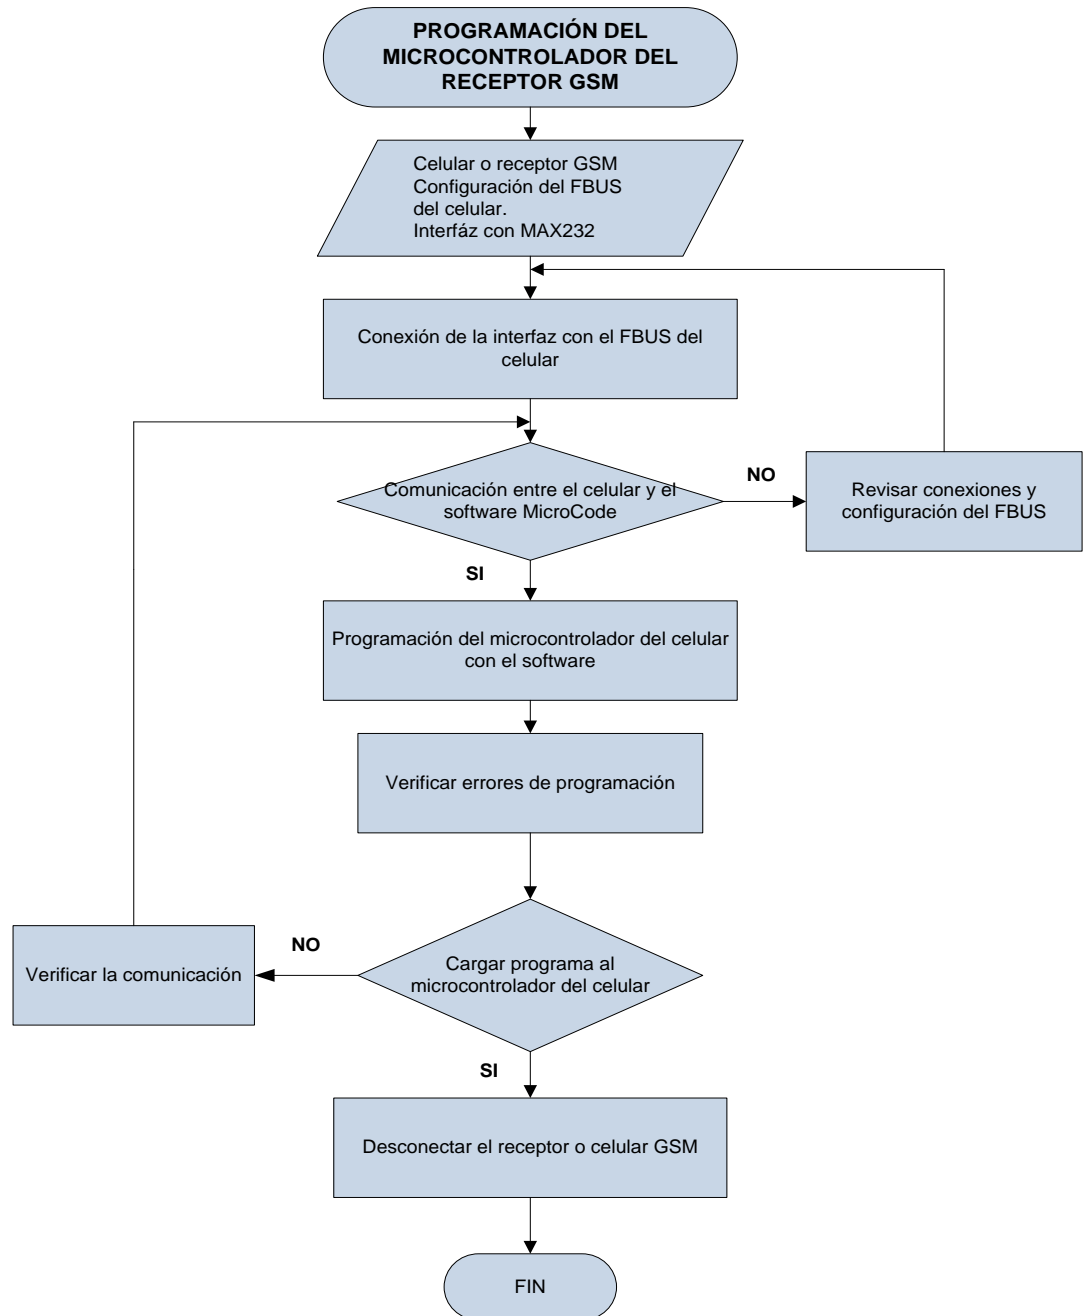 PROGRAMACIÓN DEL
MICROCONTROLADOR DEL
RECEPTOR GSM
Celular o receptor GSM
Configuración del FBUS
del celular.
Interfáz con MAX232
Conexión de la interfaz con el FBUS del
celular
Comunicación entre el celular y el
software MicroCode
NO
Revisar conexiones y
configuración del FBUS
SI
Programación del microcontrolador del celular
con el software
Verificar errores de programación
Cargar programa al
microcontrolador del celular
NO
Verificar la comunicación
SI
Desconectar el receptor o celular GSM
FIN